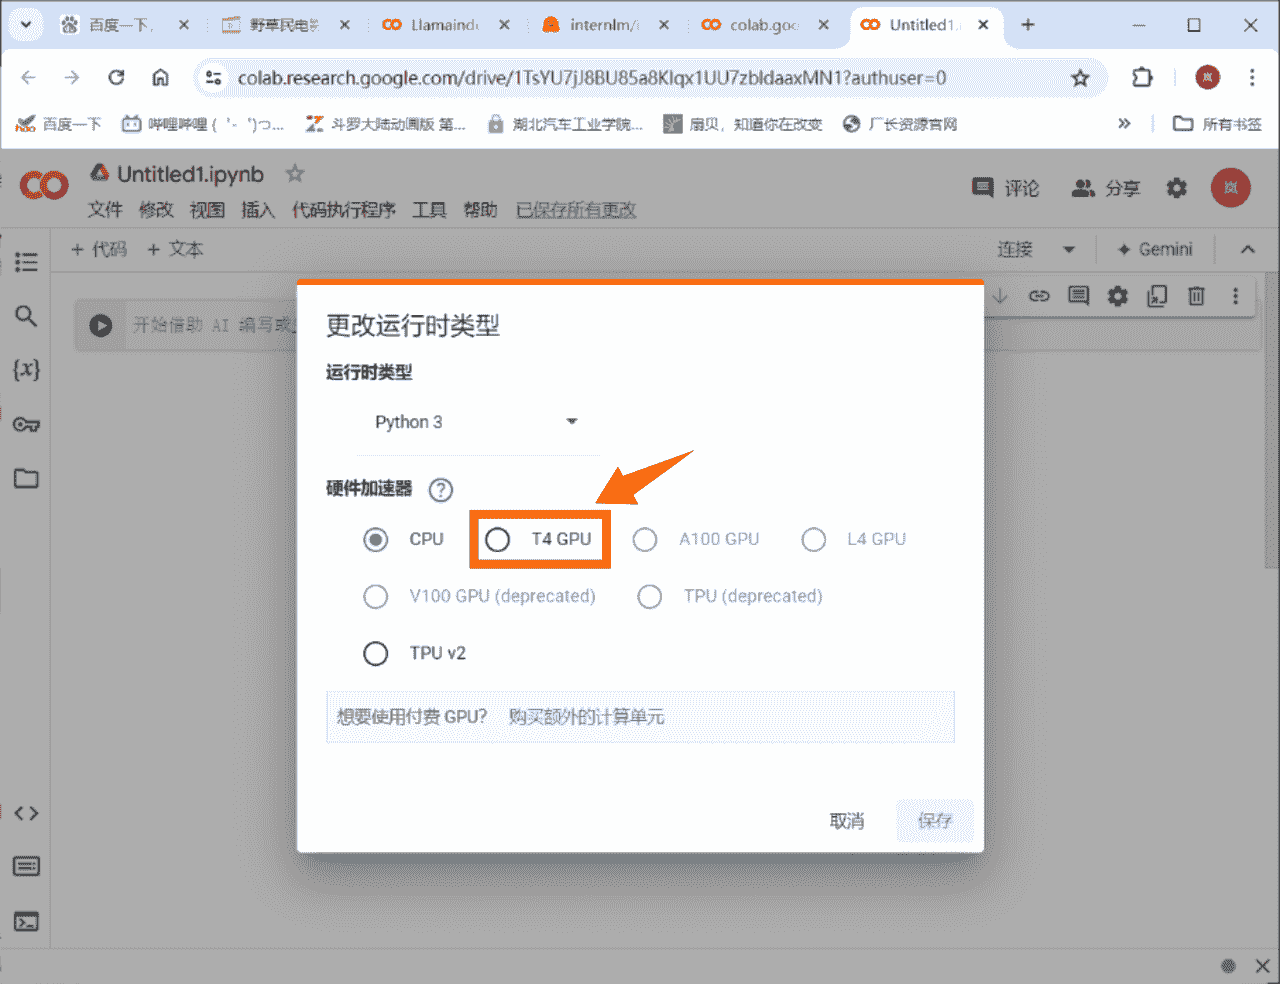 百度一下,
野草民电影
Llamaind
internlm/
colab.goo
Untitled1.
colab.research.google.com/drive/1TsYU7jJ8BU85a8KIqx1UU7zbldaaxMN1?authuser=0
百度一下
哔哩哔哩 ( ゜- ゜)つ...
斗罗大陆动画版 第...
湖北汽车工业学院...
扇贝，知道你在改变
厂长资源官网
所有书签
Untitled1.ipynb
评论
分享
岚
文件 修改 视图 插入 代码执行程序 工具 帮助 已保存所有更改
+ 代码 + 文本
连接
Gemini
开始借助 AI 编写或
更改运行时类型
运行时类型
Python 3
硬件加速器 ?
CPU
T4 GPU
A100 GPU
L4 GPU
V100 GPU (deprecated)
TPU (deprecated)
TPU v2
想要使用付费 GPU？ 购买额外的计算单元
取消
保存